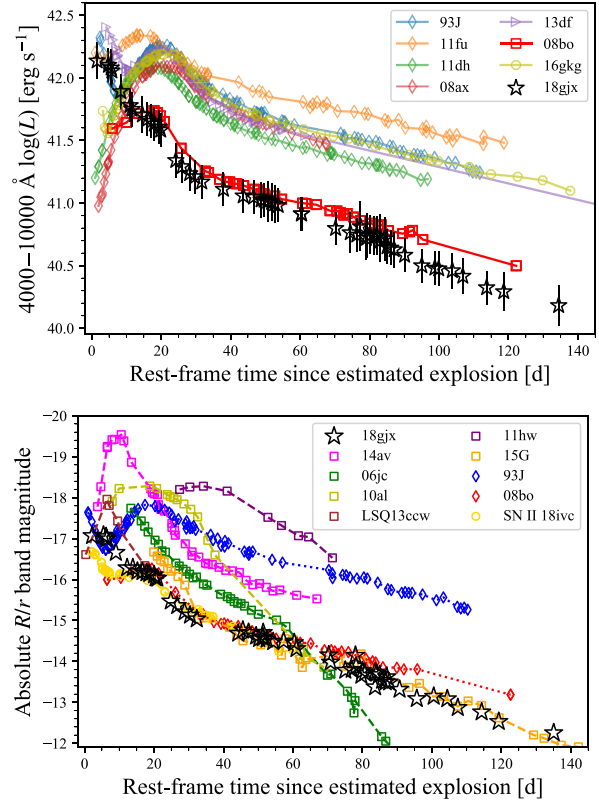 42.5
42.0
41.5
41.0
40.5
40.0
4000−10000 Å log(L) [erg s⁻¹]
93J
11fu
11dh
08ax
13df
08bo
16gkg
18gjx
0 20 40 60 80 100 120 140
Rest-frame time since estimated explosion [d]
−20
−19
−18
−17
−16
−15
−14
−13
−12
Absolute R/r band magnitude
18gjx
14av
06jc
10al
LSQ13ccw
11hw
15G
93J
08bo
SN II 18ivc
0 20 40 60 80 100 120 140
Rest-frame time since estimated explosion [d]